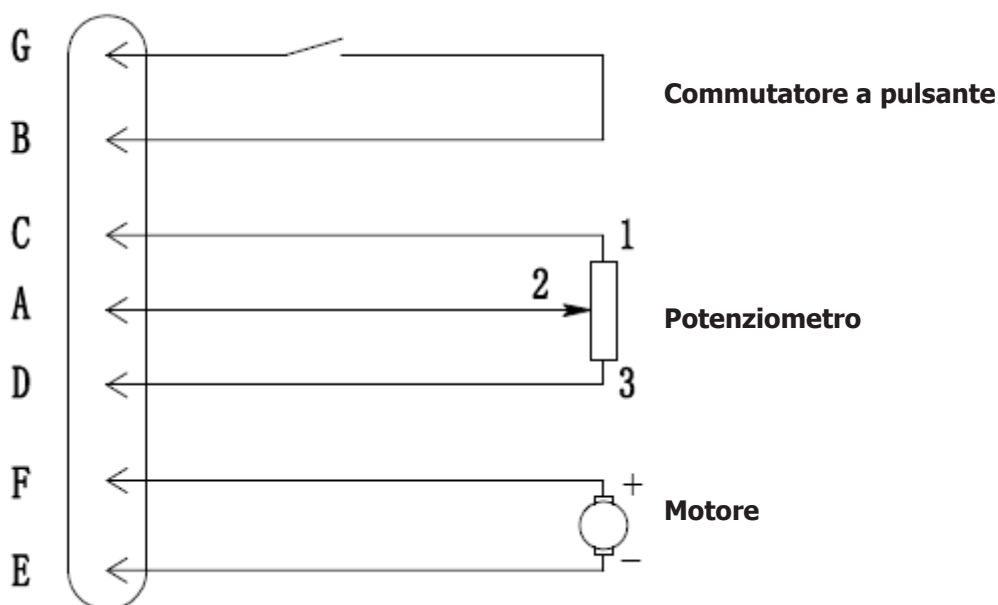 G
Commutatore a pulsante
B
C
1
2
A
Potenziometro
D
3
F
+
Motore
E
−